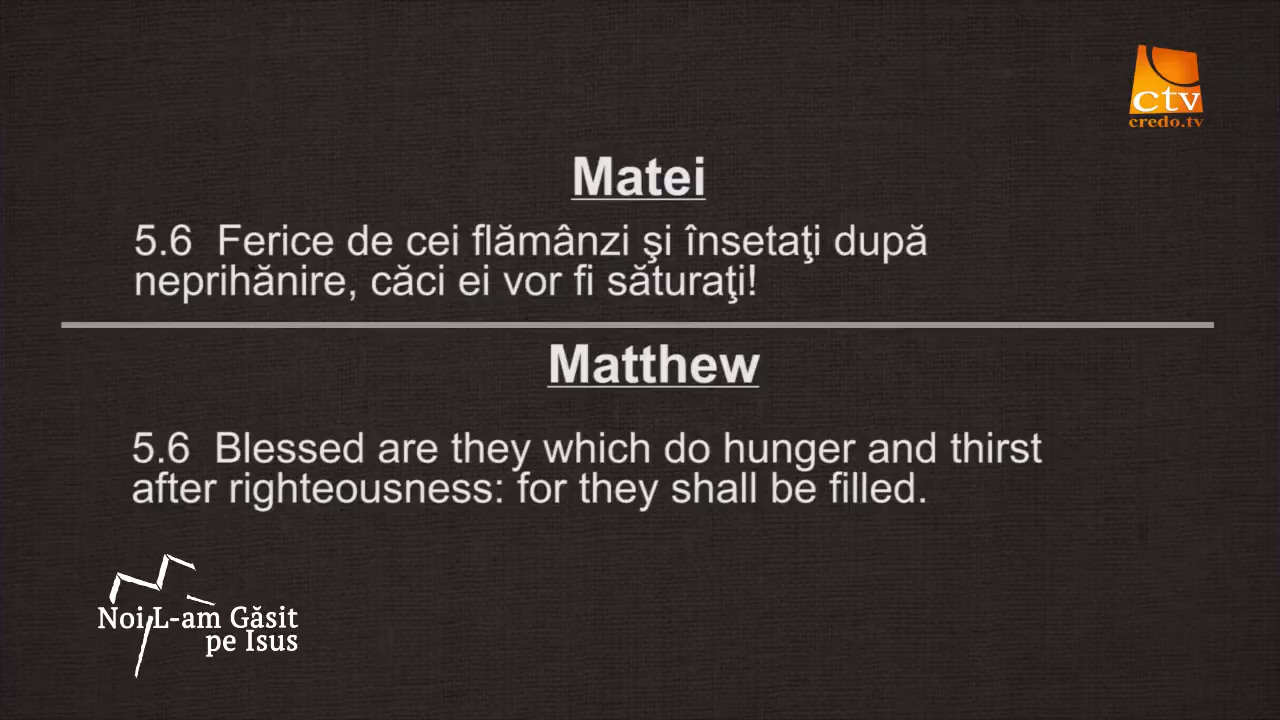 ctv
credo.tv
Matei
5.6 Ferice de cei flămânzi şi însetaţi după
neprihănire, căci ei vor fi săturaţi!
Matthew
5.6 Blessed are they which do hunger and thirst
after righteousness: for they shall be filled.
Noi L-am Găsit
pe Isus